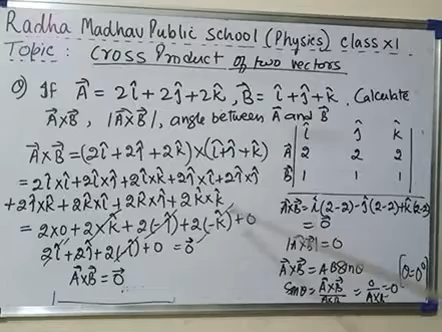 Radha Madhav Public School (Physics) class XI
Topic : Cross Product of two vectors
Q) If A⃗ = 2î+2ĵ+2k̂, B⃗ = î+ĵ+k̂. Calculate
A⃗×B⃗, |A⃗×B⃗|, angle between A⃗ and B⃗
A⃗×B⃗=(2î+2ĵ+2k̂)×(î+ĵ+k̂)
=2î×î+2î×ĵ+2î×k̂+2ĵ×î+2ĵ×ĵ
+2ĵ×k̂+2k̂×î+2k̂×ĵ+2k̂×k̂
=2×0+2×k̂+2(-ĵ)+2(-k̂)+0
2î+2ĵ+2(-î)+0 =0⃗
A⃗×B⃗=0⃗
î ĵ k̂
A⃗ 2 2 2
B⃗ 1 1 1
A⃗×B⃗=î(2-2)-ĵ(2-2)+k̂(2-2)
=0⃗
|A⃗×B⃗|=0
A⃗×B⃗=AB sinθ
sinθ=A⃗×B⃗/A×B=0/A×B=0 [θ=0°]